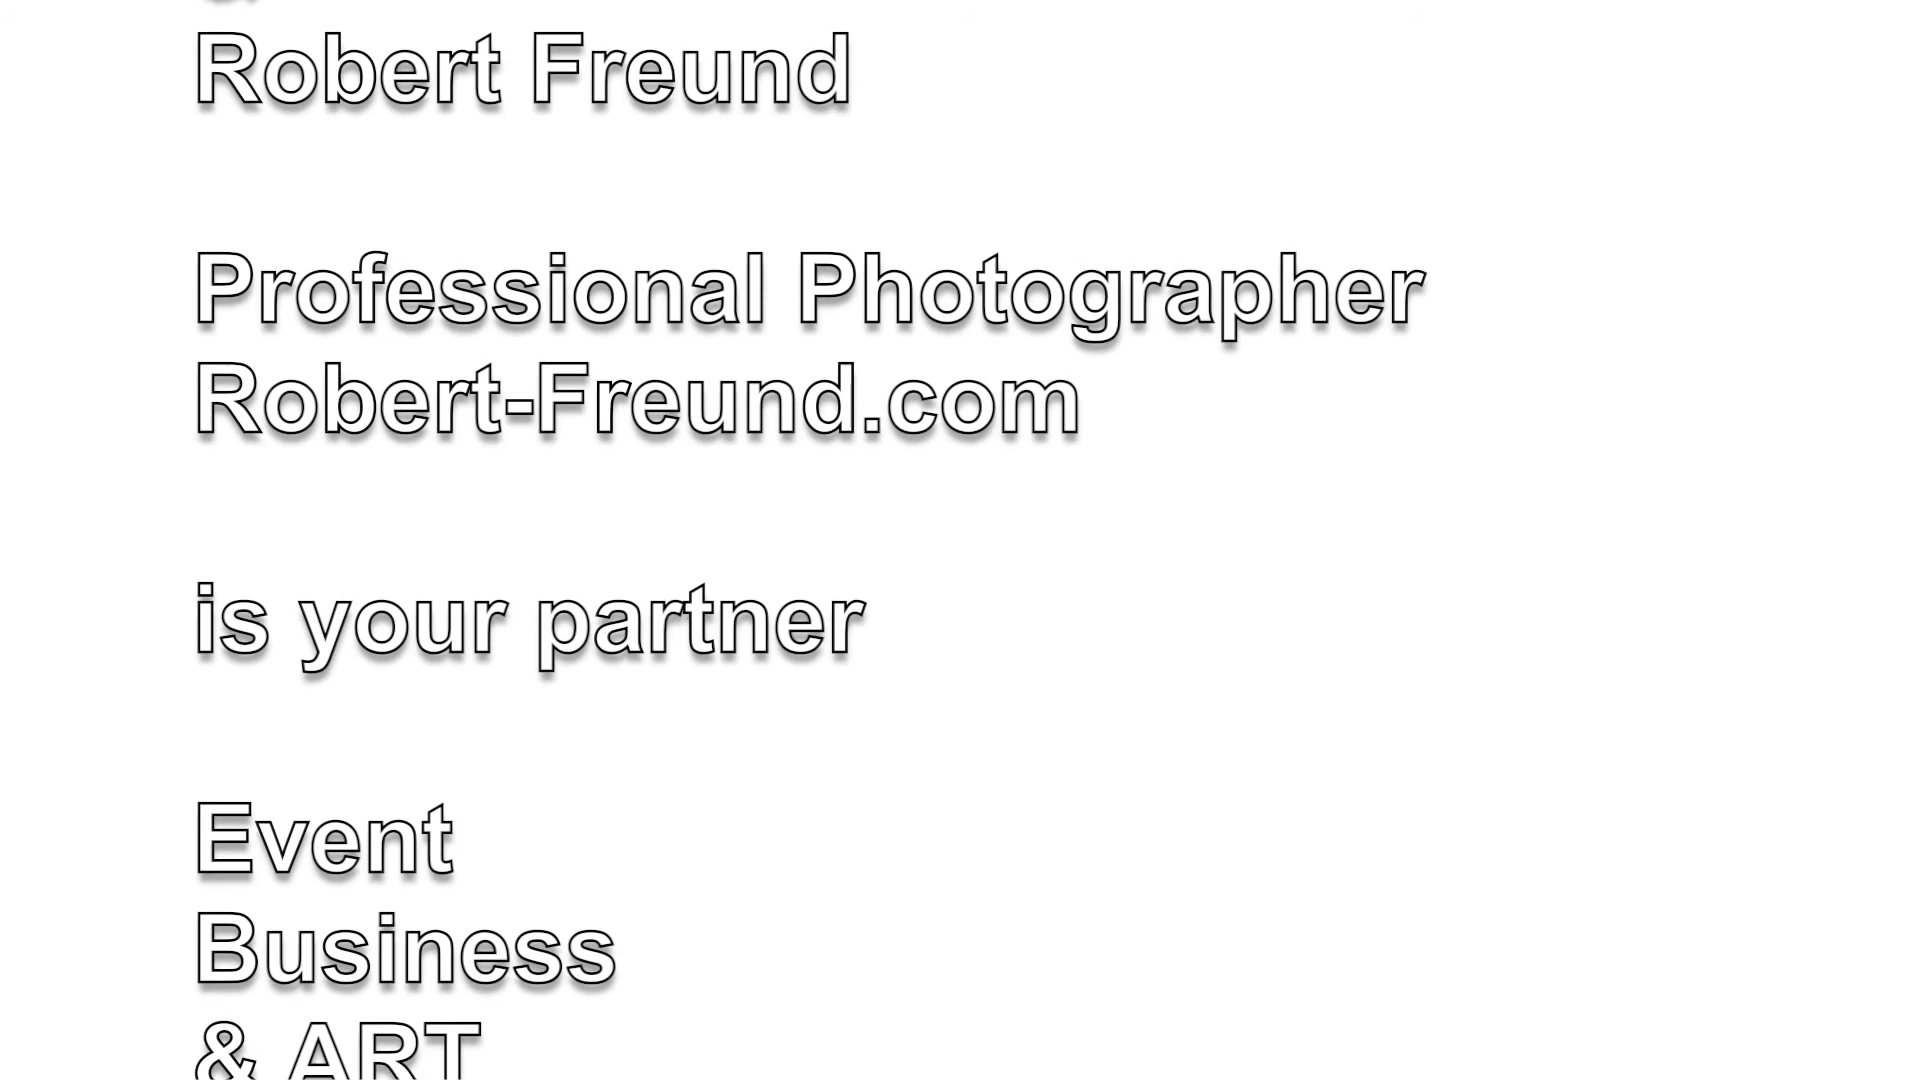 Robert Freund
Professional Photographer
Robert-Freund.com
is your partner
Event
Business
& ART